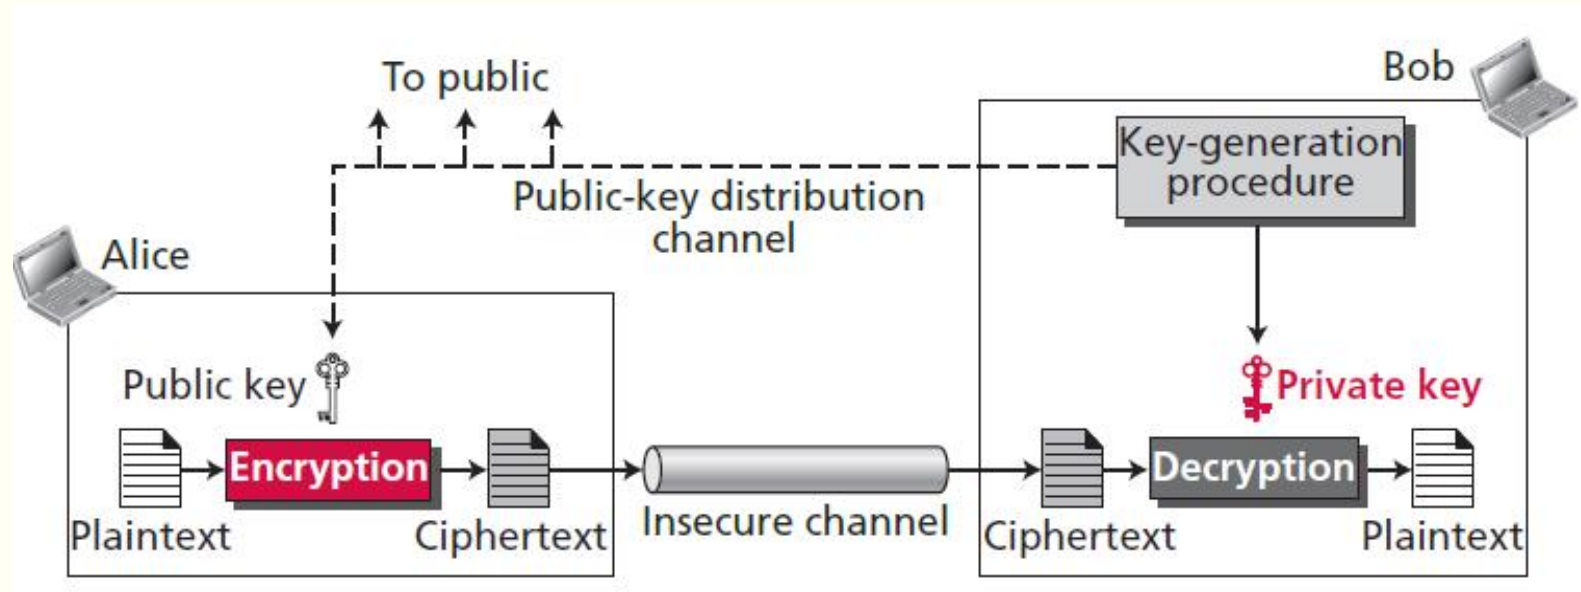 To public
Bob
Key-generation
procedure
Public-key distribution
channel
Alice
Public key
Private key
Encryption
Decryption
Plaintext
Ciphertext
Insecure channel
Ciphertext
Plaintext